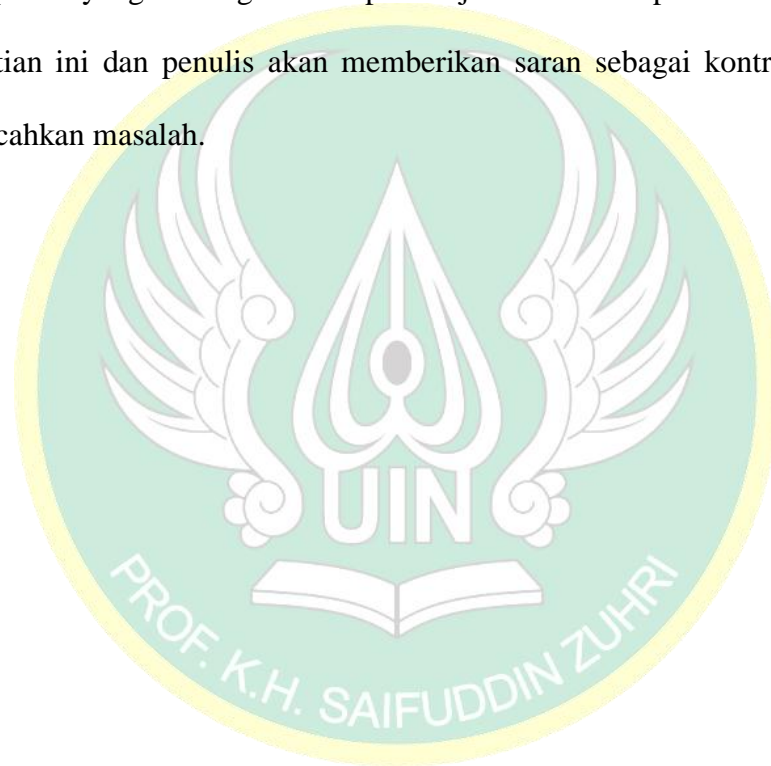 tian ini dan penulis akan memberikan saran sebagai kontr
cahkan masalah.
UIN
PROF. K.H. SAIFUDDIN ZUHRI